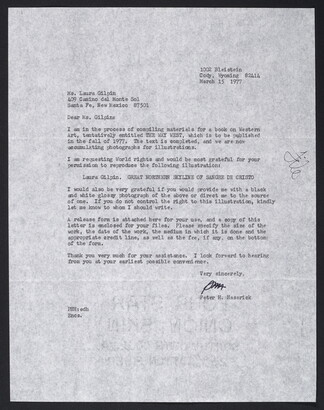 1002 Bleistein
Cody, Wyoming 82414
March 15 1977
Ms. Laura Gilpin
409 Camino del Monte Sol
Santa Fe, New Mexico 87501
Dear Ms. Gilpin:
I am in the process of compiling materials for a book on Western
Art, tentatively entitled THE WAY WEST, which is to be published
in the fall of 1977. The text is completed, and we are now
accumulating photographs for illustrations.
I am requesting World rights and would be most grateful for your
permission to reproduce the following illustration:
Laura Gilpin. GREAT NORTHERN SKYLINE OF SANGRE DE CRISTO
I would also be very grateful if you would provide me with a black
and white glossy photograph of the above or direct me to the source
of one. If you do not control the right to this illustration, kindly
let me know to whom I should write.
A release form is attached here for your use, and a copy of this
letter is enclosed for your files. Please specify the size of the
work, the date of the work, the medium in which it is done and the
appropriate credit line, as well as the fee, if any, on the bottom
of the form.
Thank you very much for your assistance. I look forward to hearing
from you at your earliest possible convenience.
Very sincerely,
Peter H. Hassrick
Encs.